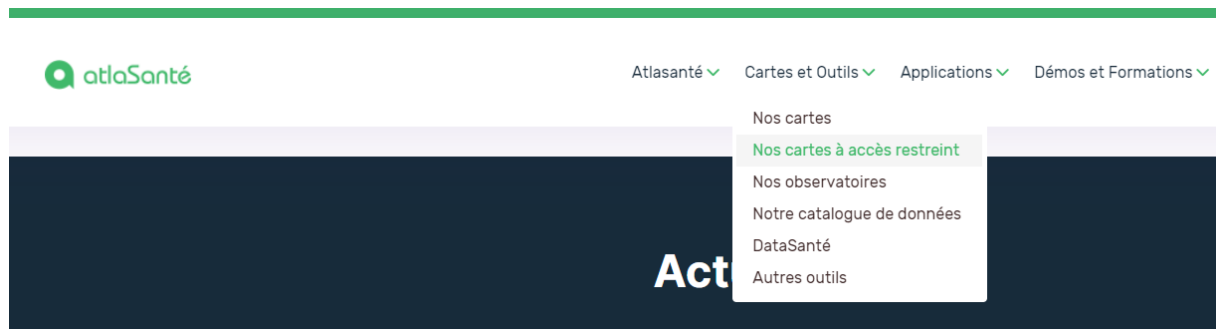 atlaSanté
Atlasanté Cartes et Outils Applications Démos et Formations
Nos cartes
Nos cartes à accès restreint
Nos observatoires
Notre catalogue de données
DataSanté
Autres outils